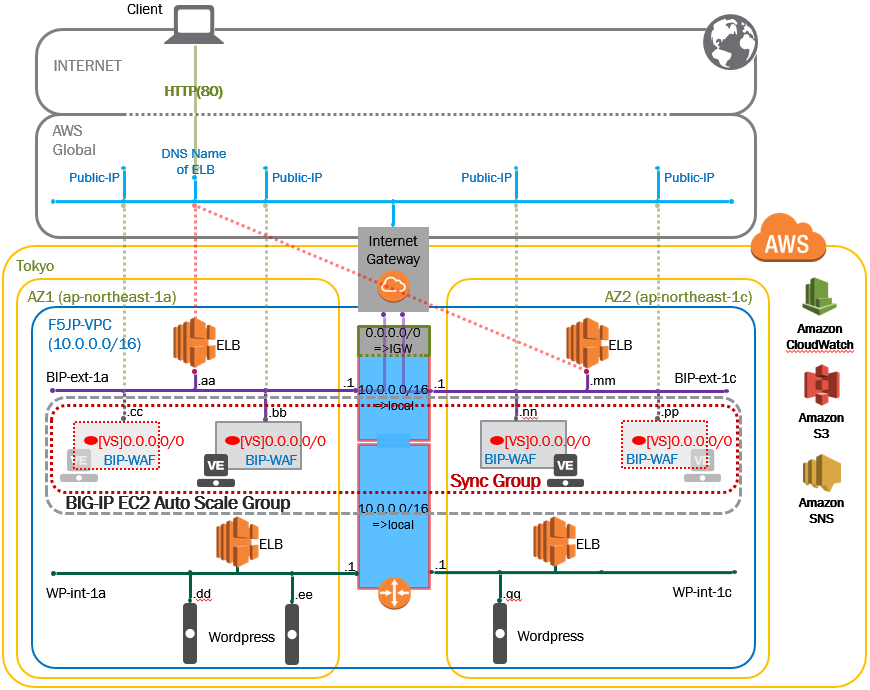 Client
INTERNET
HTTP(80)
AWS
Global
DNS Name
of ELB
Public-IP
Public-IP
Public-IP
Public-IP
Internet
Gateway
AWS
Tokyo
AZ1 (ap-northeast-1a)
AZ2 (ap-northeast-1c)
F5JP-VPC
(10.0.0.0/16)
ELB
0.0.0.0/0
=>IGW
ELB
Amazon
CloudWatch
BIP-ext-1a
.aa
.1
10.0.0.0/16
=>local
.1
.mm
BIP-ext-1c
.cc
.bb
.nn
.pp
Amazon
S3
[VS]0.0.0.0/0
[VS]0.0.0.0/0
[VS]0.0.0.0/0
[VS]0.0.0.0/0
VE
BIP-WAF
VE
BIP-WAF
BIP-WAF
VE
BIP-WAF
VE
Sync Group
BIG-IP EC2 Auto Scale Group
Amazon
SNS
10.0.0.0/16
=>local
ELB
ELB
WP-int-1a
.1
.1
WP-int-1c
.dd
.ee
.qq
Wordpress
Wordpress